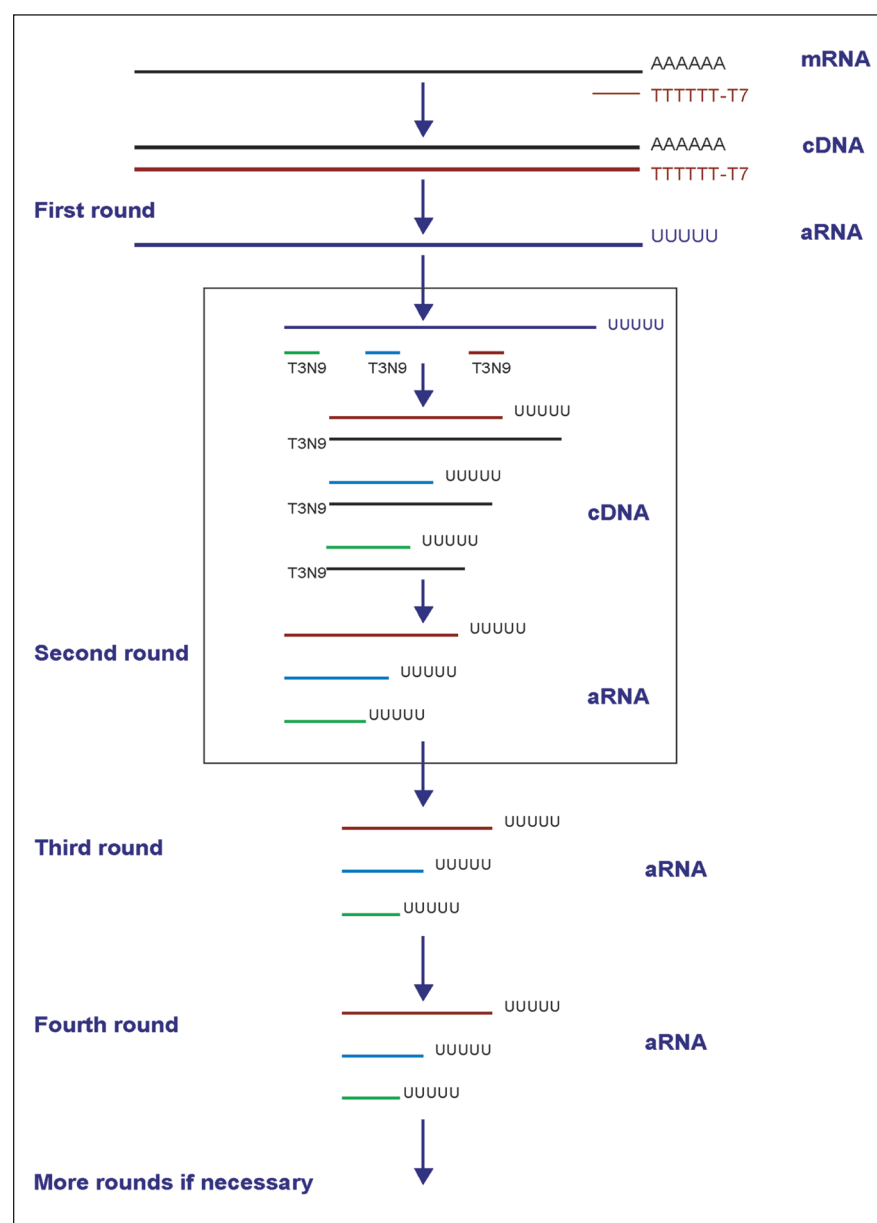 AAAAAA mRNA
TTTTTT-T7
AAAAAA cDNA
TTTTTT-T7
First round
UUUUU aRNA
UUUUU
T3N9 T3N9 T3N9
UUUUU
T3N9
UUUUU
T3N9
cDNA
UUUUU
T3N9
UUUUU
Second round
UUUUU
aRNA
UUUUU
UUUUU
Third round
UUUUU
aRNA
UUUUU
UUUUU
Fourth round
UUUUU
aRNA
UUUUU
More rounds if necessary